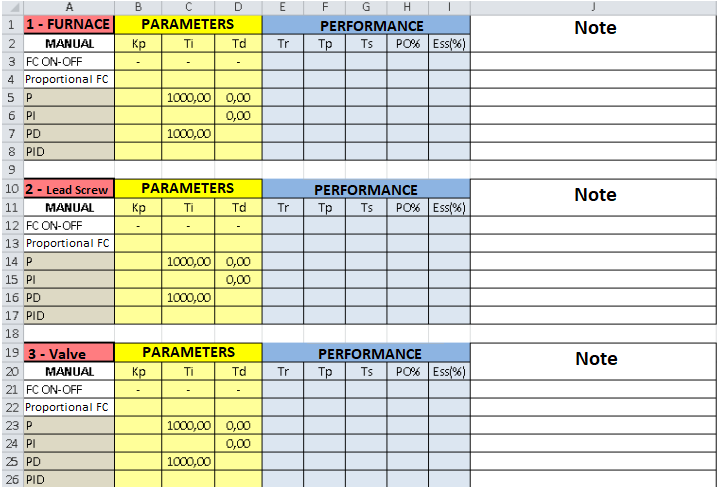 A B C D E F G H I J
1 1 - FURNACE PARAMETERS PERFORMANCE Note
2 MANUAL Kp Ti Td Tr Tp Ts PO% Ess(%)
3 FC ON-OFF - - -
4 Proportional FC
5 P 1000,00 0,00
6 PI 0,00
7 PD 1000,00
8 PID
9
10 2 - Lead Screw PARAMETERS PERFORMANCE Note
11 MANUAL Kp Ti Td Tr Tp Ts PO% Ess(%)
12 FC ON-OFF - - -
13 Proportional FC
14 P 1000,00 0,00
15 PI 0,00
16 PD 1000,00
17 PID
18
19 3 - Valve PARAMETERS PERFORMANCE Note
20 MANUAL Kp Ti Td Tr Tp Ts PO% Ess(%)
21 FC ON-OFF - - -
22 Proportional FC
23 P 1000,00 0,00
24 PI 0,00
25 PD 1000,00
26 PID